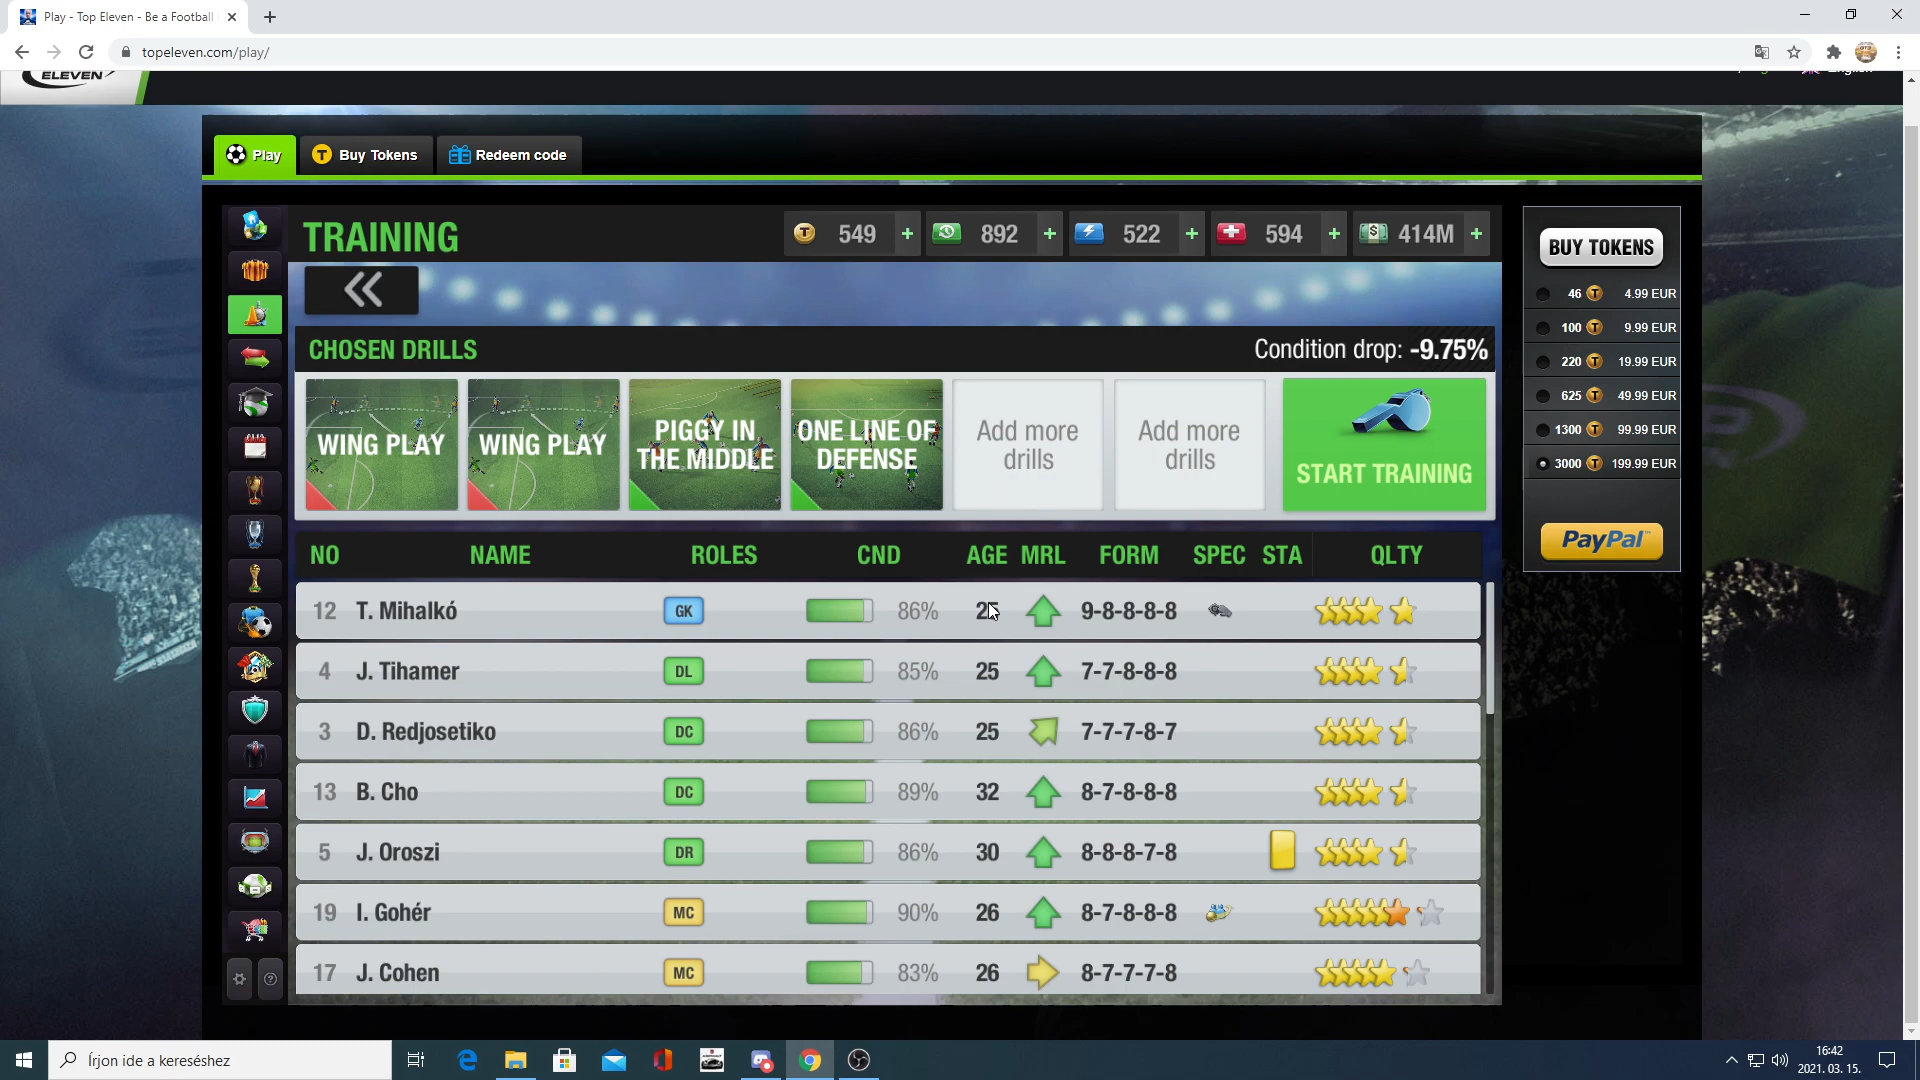 Play - Top Eleven - Be a Football
topeleven.com/play/
ELEVEN
English
Play
Buy Tokens
Redeem code
TRAINING
549 + 892 + 522 + 594 + 414M +
CHOSEN DRILLS
Condition drop: -9.75%
WING PLAY
WING PLAY
PIGGY IN
THE MIDDLE
ONE LINE OF
DEFENSE
Add more
drills
Add more
drills
START TRAINING
NO NAME ROLES CND AGE MRL FORM SPEC STA QLTY
12 T. Mihalkó GK 86% 25 9-8-8-8-8
4 J. Tihamer DL 85% 25 7-7-8-8-8
3 D. Redjosetiko DC 86% 25 7-7-7-8-7
13 B. Cho DC 89% 32 8-7-8-8-8
5 J. Oroszi DR 86% 30 8-8-8-7-8
19 I. Gohér MC 90% 26 8-7-8-8-8
17 J. Cohen MC 83% 26 8-7-7-7-8
BUY TOKENS
46 T 4.99 EUR
100 T 9.99 EUR
220 T 19.99 EUR
625 T 49.99 EUR
1300 T 99.99 EUR
3000 T 199.99 EUR
PayPal
Írjon ide a kereséshez
16:42
2021. 03. 15.